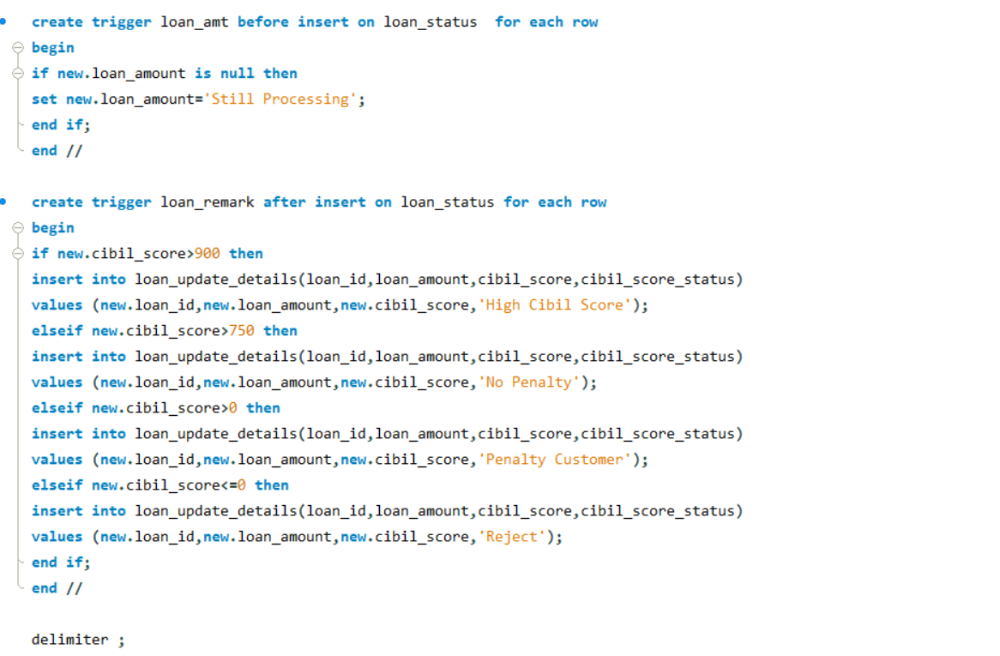 create trigger loan_amt before insert on loan_status  for each row
begin
if new.loan_amount is null then
set new.loan_amount='Still Processing';
end if;
end //
create trigger loan_remark after insert on loan_status for each row
begin
if new.cibil_score>900 then
insert into loan_update_details(loan_id,loan_amount,cibil_score,cibil_score_status)
values (new.loan_id,new.loan_amount,new.cibil_score,'High Cibil Score');
elseif new.cibil_score>750 then
insert into loan_update_details(loan_id,loan_amount,cibil_score,cibil_score_status)
values (new.loan_id,new.loan_amount,new.cibil_score,'No Penalty');
elseif new.cibil_score>0 then
insert into loan_update_details(loan_id,loan_amount,cibil_score,cibil_score_status)
values (new.loan_id,new.loan_amount,new.cibil_score,'Penalty Customer');
elseif new.cibil_score<=0 then
insert into loan_update_details(loan_id,loan_amount,cibil_score,cibil_score_status)
values (new.loan_id,new.loan_amount,new.cibil_score,'Reject');
end if;
end //
delimiter ;